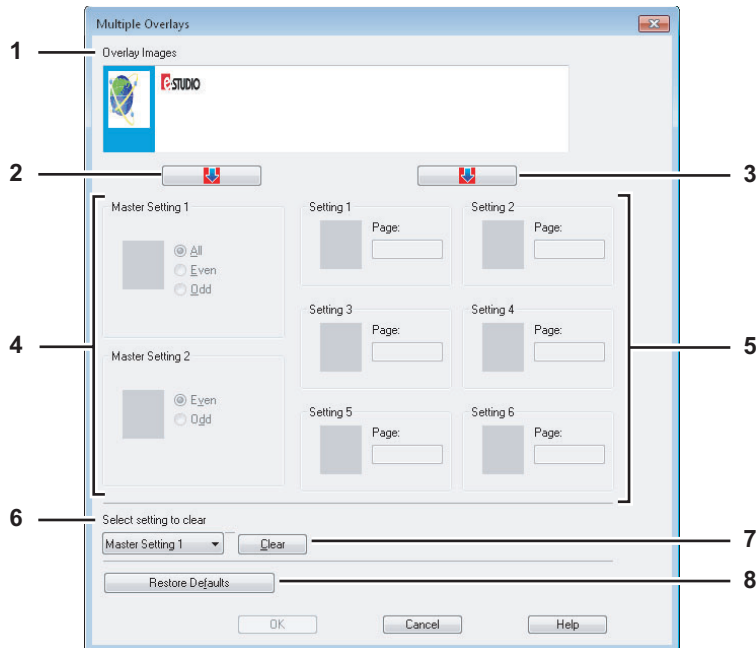 Multiple Overlays
1
Overlay Images
e-STUDIO
2
3
4
Master Setting 1
All
Even
Odd
Master Setting 2
Even
Odd
5
Setting 1
Page:
Setting 2
Page:
Setting 3
Page:
Setting 4
Page:
Setting 5
Page:
Setting 6
Page:
6
Select setting to clear
Master Setting 1
Clear
7
Restore Defaults
8
OK
Cancel
Help